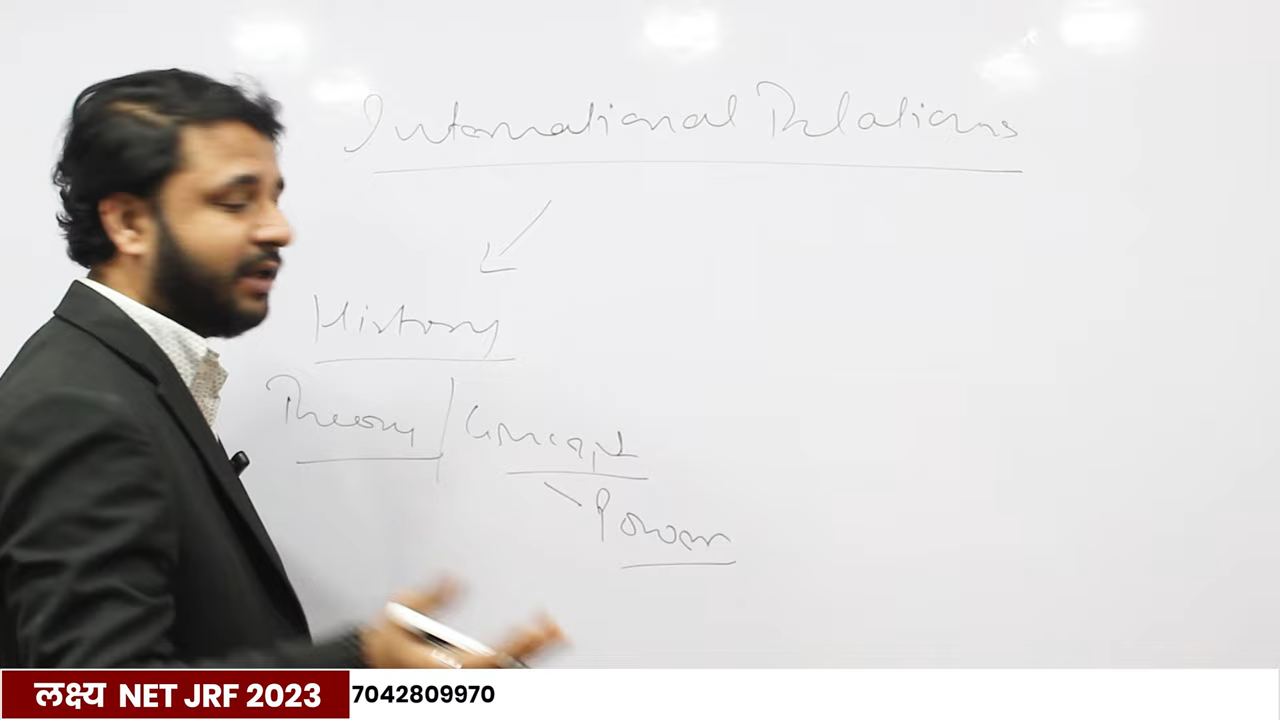 International Relations
History
Theory | Concept
Power
लक्ष्य NET JRF 2023 7042809970